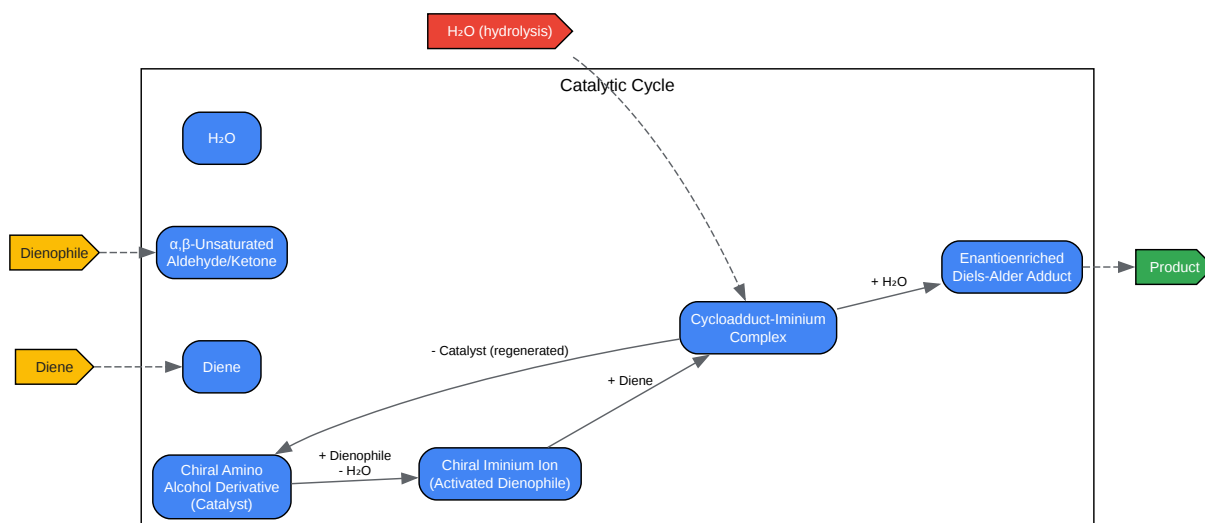 H₂O (hydrolysis)
Catalytic Cycle
H₂O
Dienophile
α,β-Unsaturated
Aldehyde/Ketone
Enantioenriched
Diels-Alder Adduct
Product
+ H₂O
Cycloadduct-Iminium
Complex
- Catalyst (regenerated)
Diene
Diene
+ Diene
Chiral Amino
Alcohol Derivative
(Catalyst)
+ Dienophile
- H₂O
Chiral Iminium Ion
(Activated Dienophile)